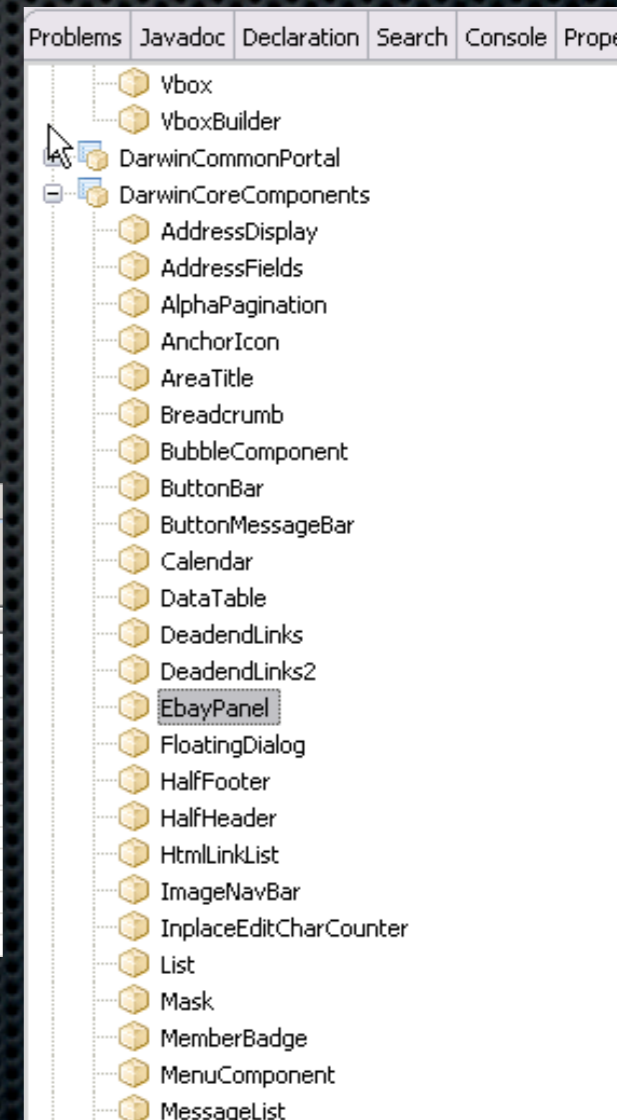 Problems Javadoc Declaration Search Console Prope
Vbox
VboxBuilder
DarwinCommonPortal
DarwinCoreComponents
AddressDisplay
AddressFields
AlphaPagination
AnchorIcon
AreaTitle
Breadcrumb
BubbleComponent
ButtonBar
ButtonMessageBar
Calendar
DataTable
DeadendLinks
DeadendLinks2
EbayPanel
FloatingDialog
HalfFooter
HalfHeader
HtmlLinkList
ImageNavBar
InplaceEditCharCounter
List
Mask
MemberBadge
MenuComponent
MessageList